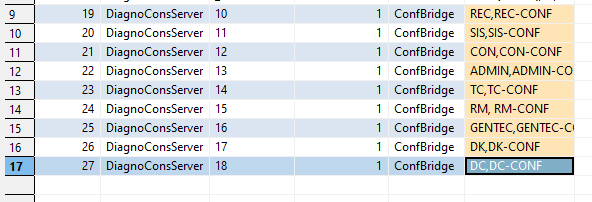 9 19 DiagnoConsServer 10 1 ConfBridge REC,REC-CONF
10 20 DiagnoConsServer 11 1 ConfBridge SIS,SIS-CONF
11 21 DiagnoConsServer 12 1 ConfBridge CON,CON-CONF
12 22 DiagnoConsServer 13 1 ConfBridge ADMIN,ADMIN-CO
13 23 DiagnoConsServer 14 1 ConfBridge TC,TC-CONF
14 24 DiagnoConsServer 15 1 ConfBridge RM, RM-CONF
15 25 DiagnoConsServer 16 1 ConfBridge GENTEC,GENTEC-C
16 26 DiagnoConsServer 17 1 ConfBridge DK,DK-CONF
17 27 DiagnoConsServer 18 1 ConfBridge DC,DC-CONF